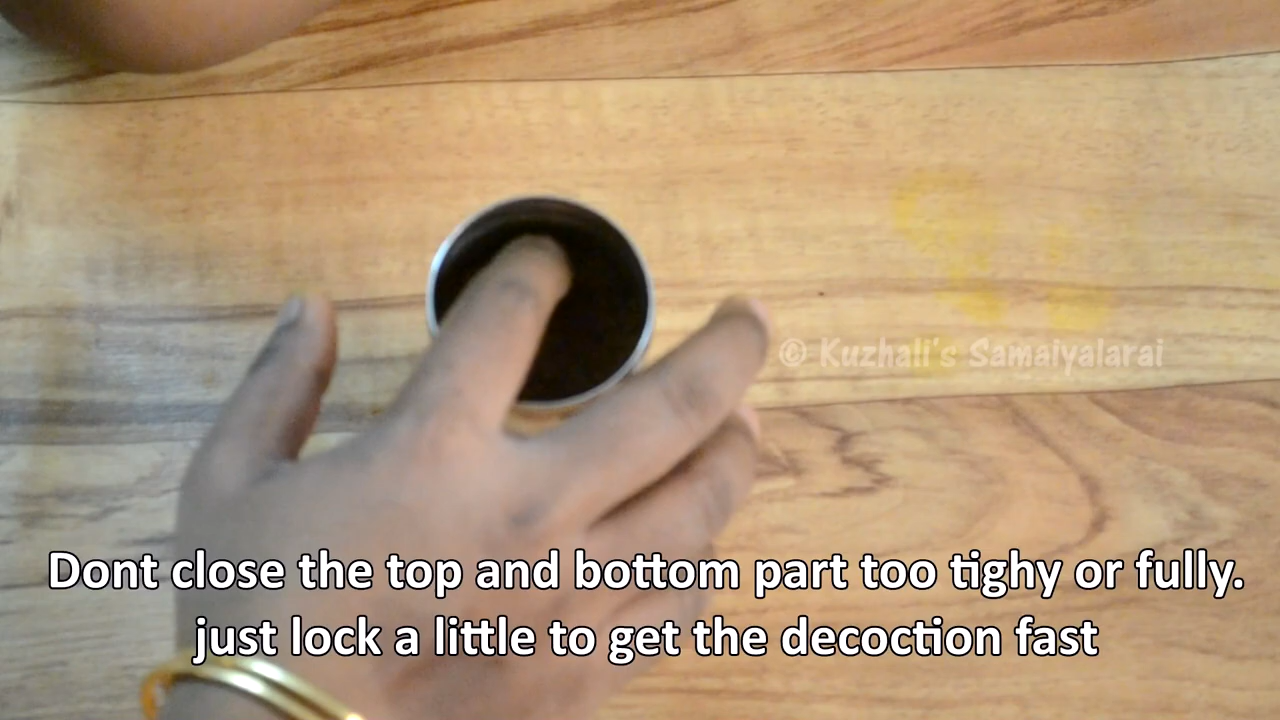 © Kuzhali's Samaiyalarai
Dont close the top and bottom part too tighy or fully.
just lock a little to get the decoction fast